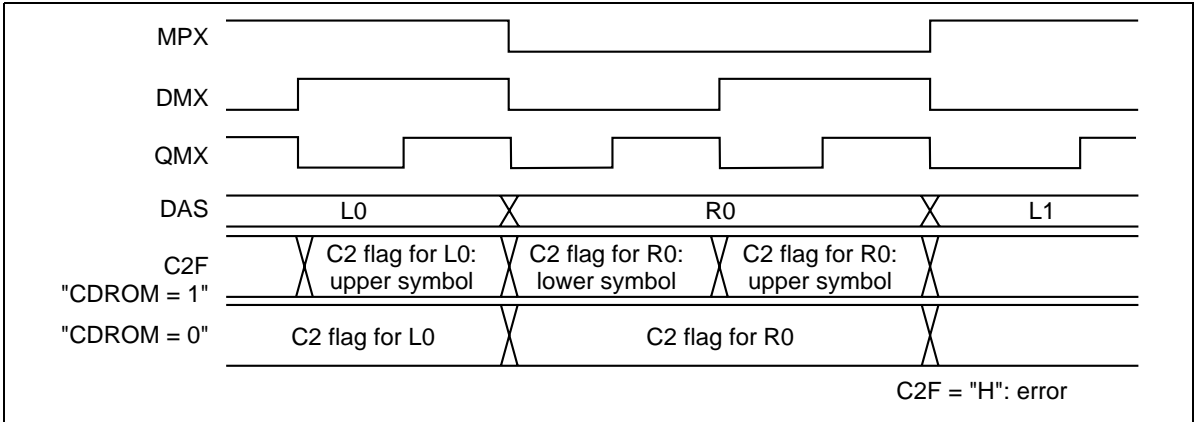 MPX
DMX
QMX
DAS L0 R0 L1
C2F
"CDROM = 1"
C2 flag for L0:
upper symbol
C2 flag for R0:
lower symbol
C2 flag for R0:
upper symbol
"CDROM = 0" C2 flag for L0 C2 flag for R0
C2F = "H": error